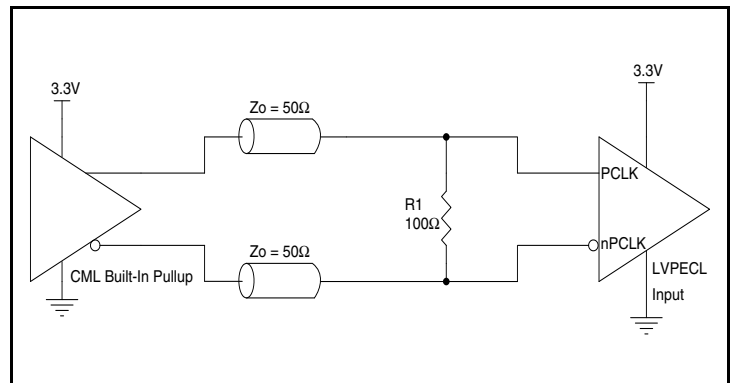 3.3V
3.3V
Zo = 50Ω
PCLK
R1
100Ω
Zo = 50Ω
nPCLK
CML Built-In Pullup
LVPECL
Input